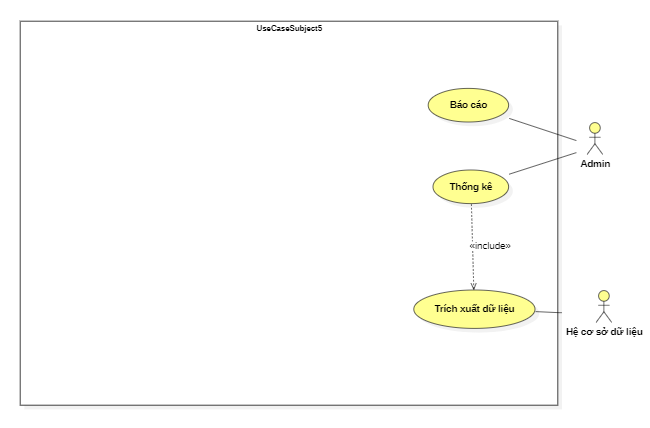 UseCaseSubject5
Báo cáo
Admin
Thống kê
«include»
Trích xuất dữ liệu
Hệ cơ sở dữ liệu